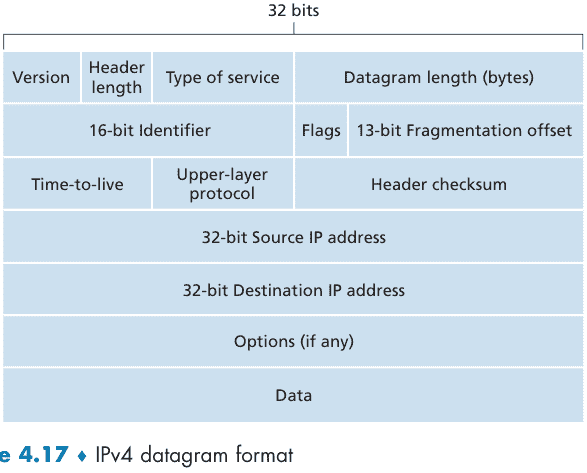 32 bits
Version
Header
length
Type of service
Datagram length (bytes)
16-bit Identifier
Flags
13-bit Fragmentation offset
Time-to-live
Upper-layer
protocol
Header checksum
32-bit Source IP address
32-bit Destination IP address
Options (if any)
Data
e 4.17 ♦ IPv4 datagram format